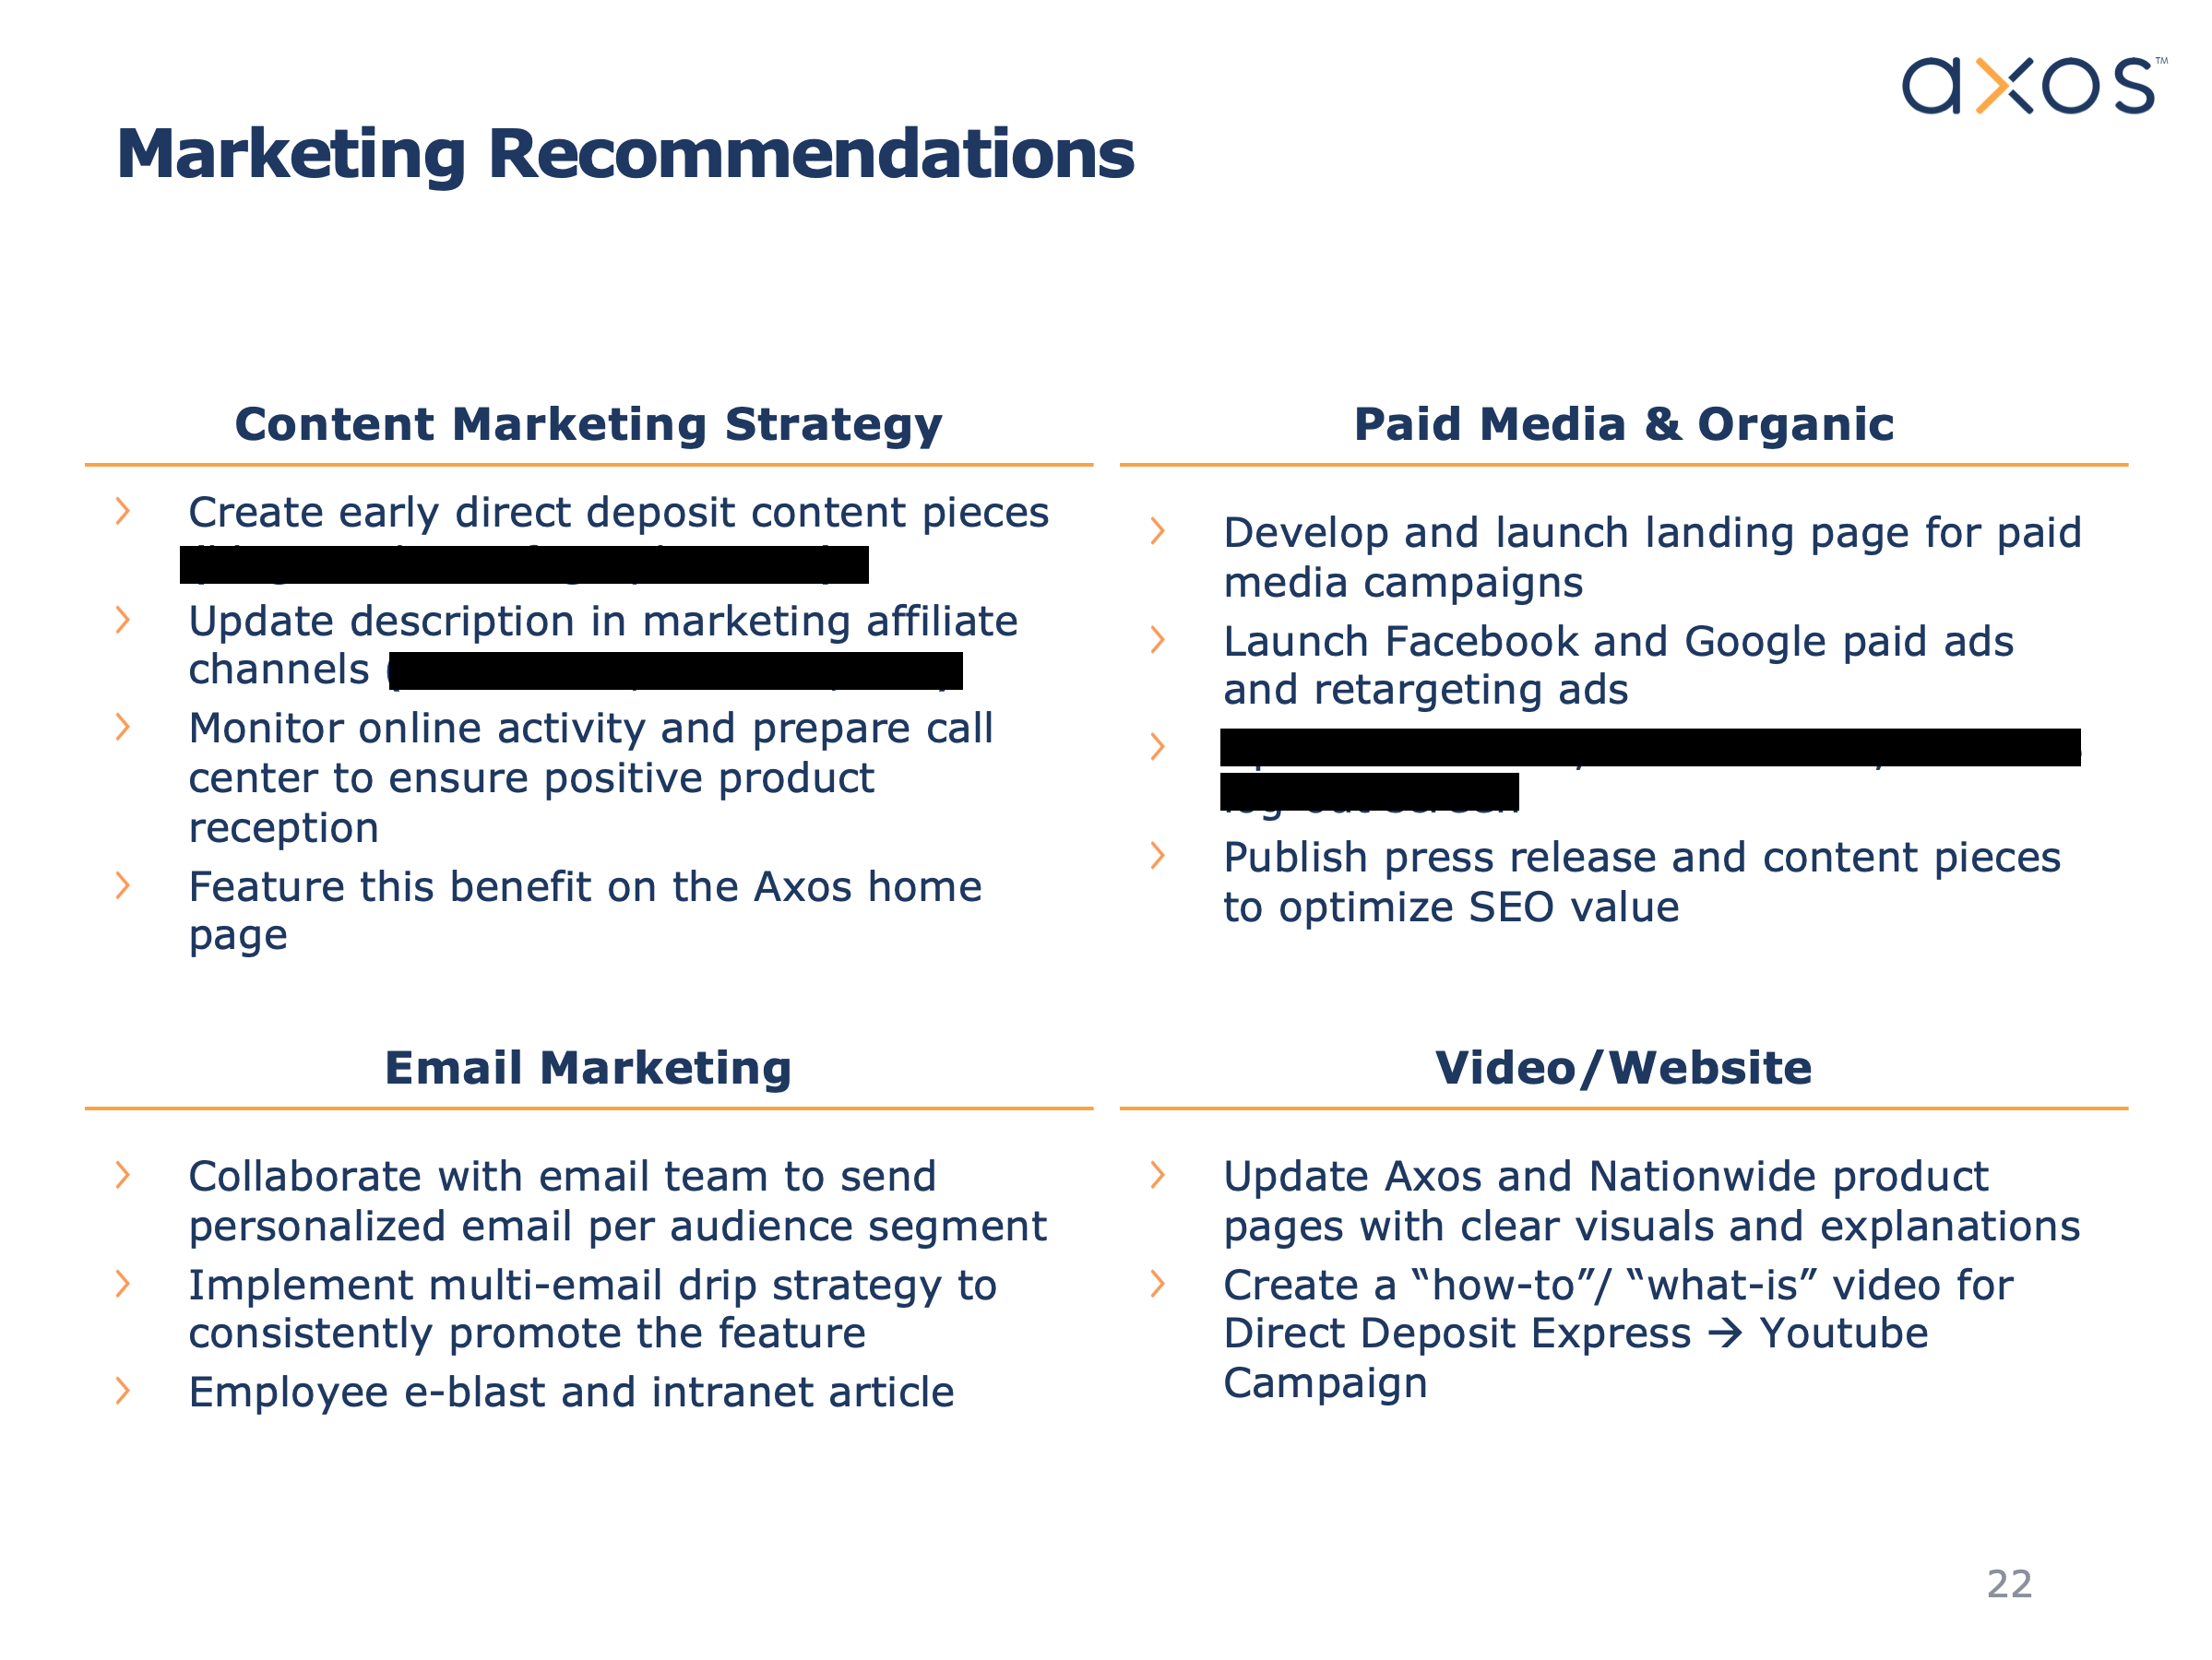 axos™
Marketing Recommendations
Content Marketing Strategy
Create early direct deposit content pieces
Update description in marketing affiliate
channels
Monitor online activity and prepare call
center to ensure positive product
reception
Feature this benefit on the Axos home
page
Paid Media & Organic
Develop and launch landing page for paid
media campaigns
Launch Facebook and Google paid ads
and retargeting ads
Publish press release and content pieces
to optimize SEO value
Email Marketing
Collaborate with email team to send
personalized email per audience segment
Implement multi-email drip strategy to
consistently promote the feature
Employee e-blast and intranet article
Video/Website
Update Axos and Nationwide product
pages with clear visuals and explanations
Create a “how-to”/ “what-is” video for
Direct Deposit Express → Youtube
Campaign
22